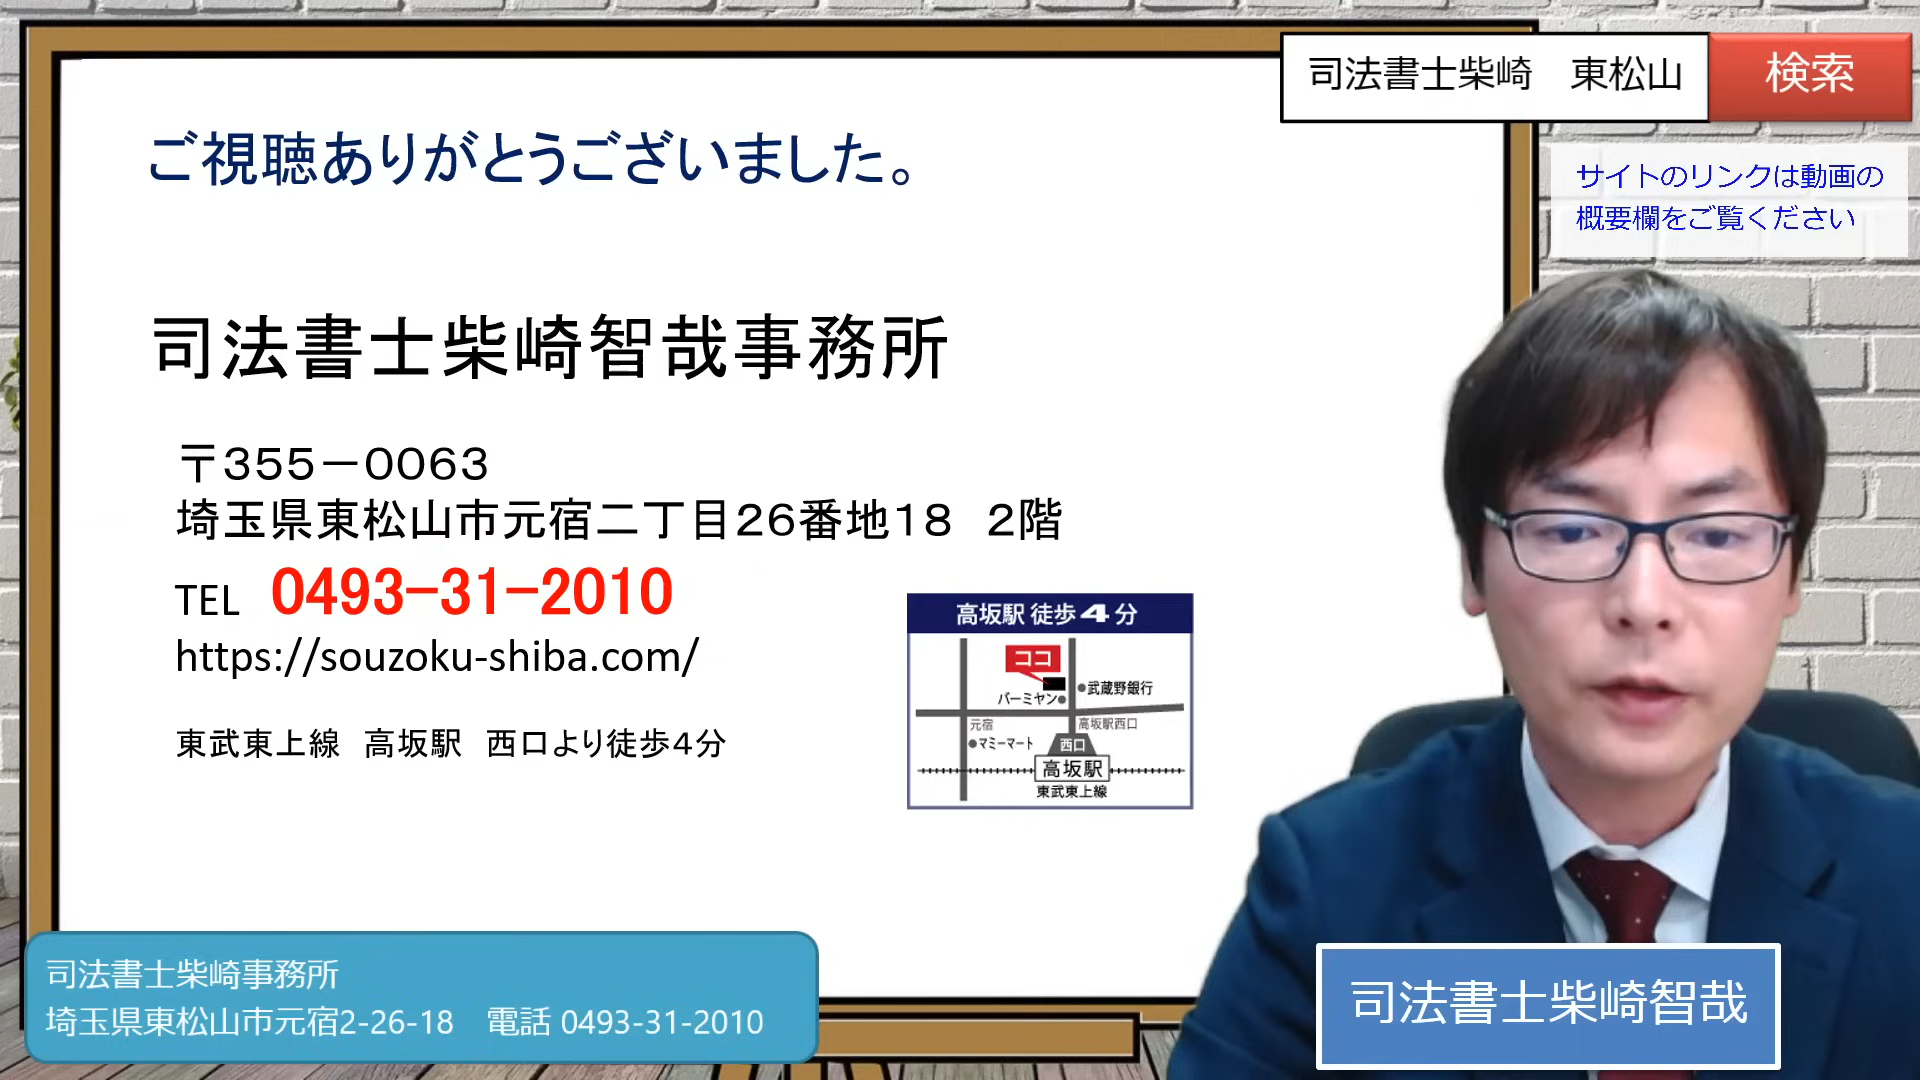 司法書士柴崎　東松山
検索
サイトのリンクは動画の
概要欄をご覧ください
ご視聴ありがとうございました。
司法書士柴崎智哉事務所
〒３５５－００６３
埼玉県東松山市元宿二丁目２６番地１８　２階
TEL　0493-31-2010
https://souzoku-shiba.com/
東武東上線　高坂駅　西口より徒歩４分
高坂駅 徒歩 4 分
ココ
●武蔵野銀行
バーミヤン●
元宿
高坂駅西口
●マミーマート
西口
高坂駅
東武東上線
司法書士柴崎事務所
埼玉県東松山市元宿2-26-18　電話 0493-31-2010
司法書士柴崎智哉